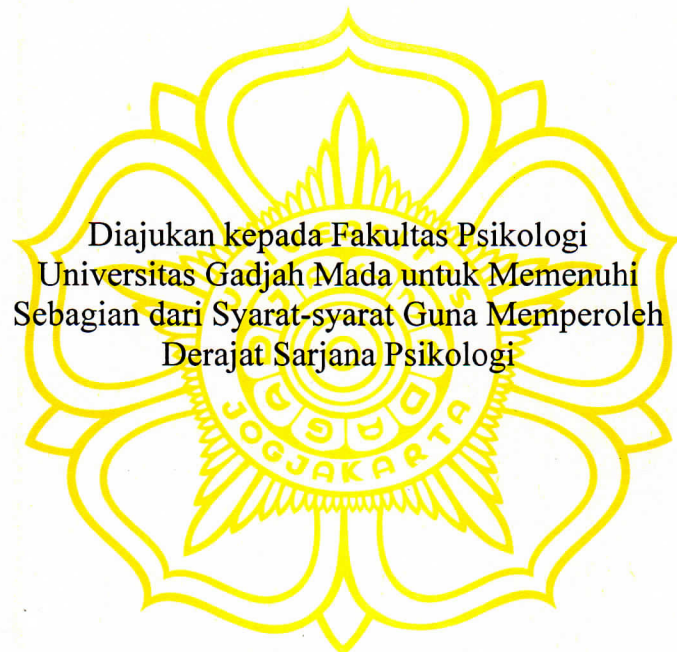 Diajukan kepada Fakultas Psikologi
Universitas Gadjah Mada untuk Memenuhi
Sebagian dari Syarat-syarat Guna Memperoleh
Derajat Sarjana Psikologi
JOGJAKARTA